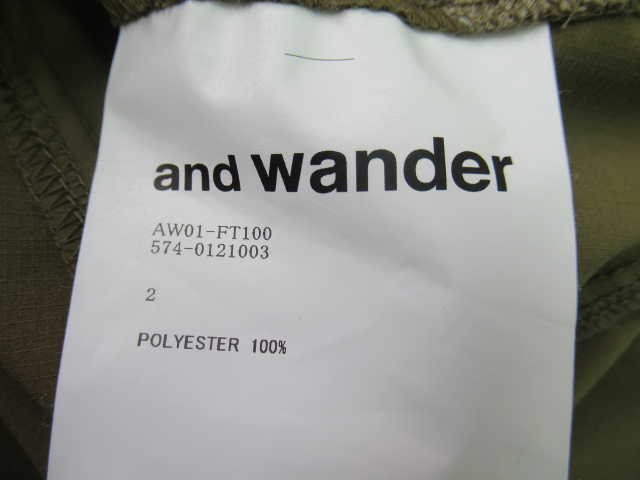 and wander
AW01-FT100
574-0121003
2
POLYESTER 100%